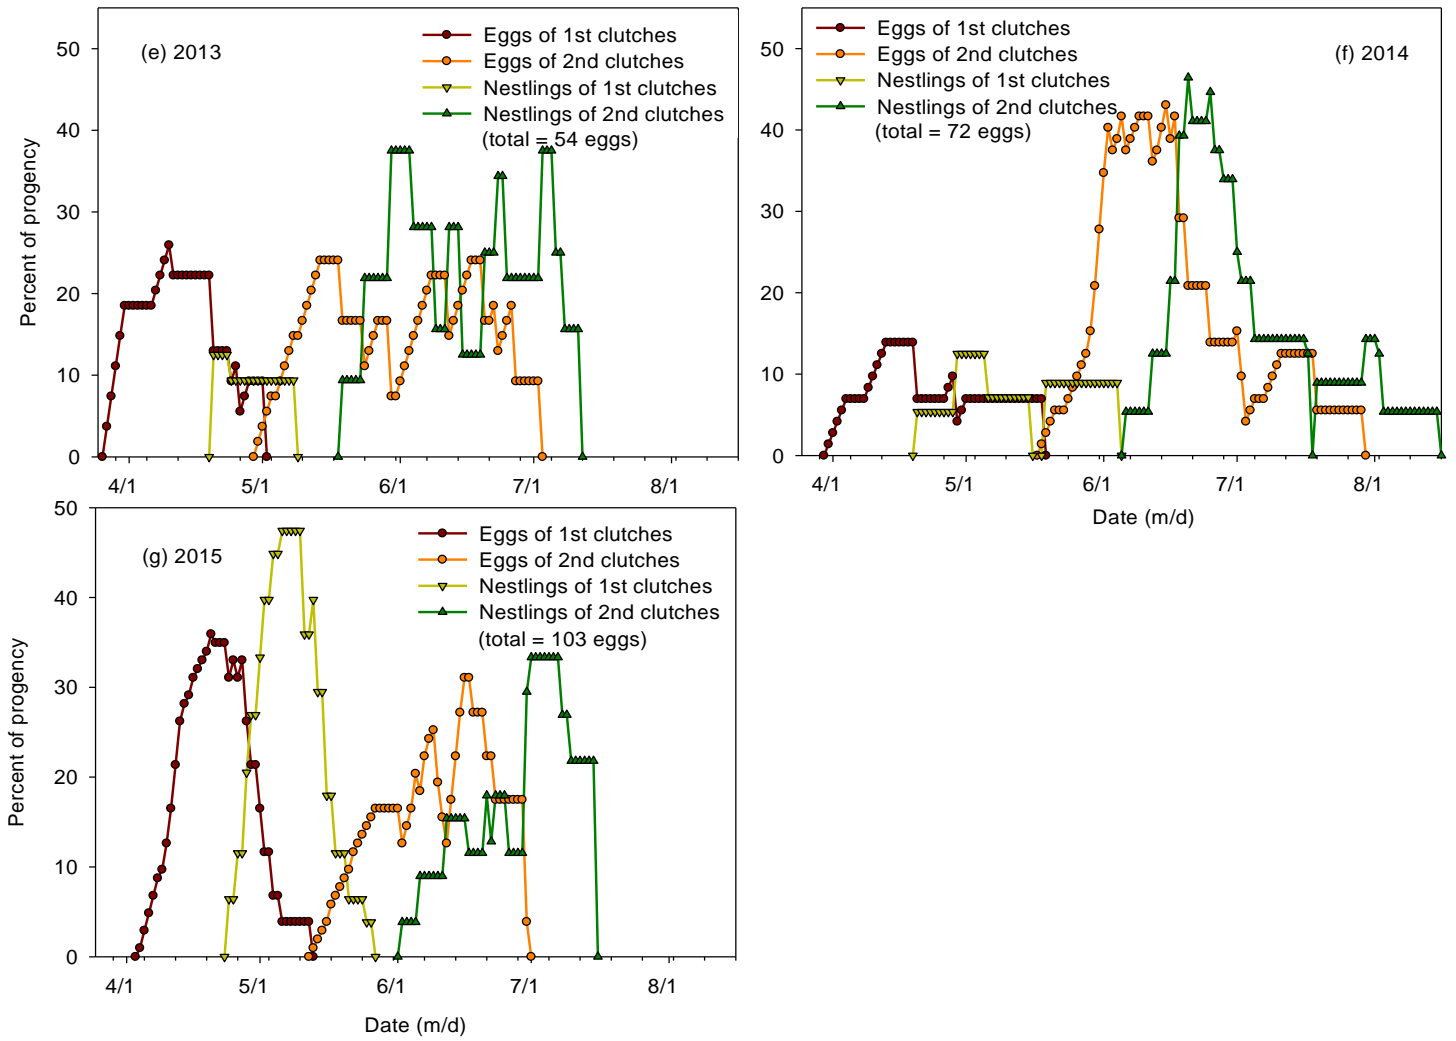 (e) 2013
Eggs of 1st clutches
Eggs of 2nd clutches
Nestlings of 1st clutches
Nestlings of 2nd clutches
(total = 54 eggs)
Percent of progency
50
40
30
20
10
0
4/1
5/1
6/1
7/1
8/1
(f) 2014
Eggs of 1st clutches
Eggs of 2nd clutches
Nestlings of 1st clutches
Nestlings of 2nd clutches
(total = 72 eggs)
50
40
30
20
10
0
4/1
5/1
6/1
7/1
8/1
Date (m/d)
(g) 2015
Eggs of 1st clutches
Eggs of 2nd clutches
Nestlings of 1st clutches
Nestlings of 2nd clutches
(total = 103 eggs)
Percent of progency
50
40
30
20
10
0
4/1
5/1
6/1
7/1
8/1
Date (m/d)